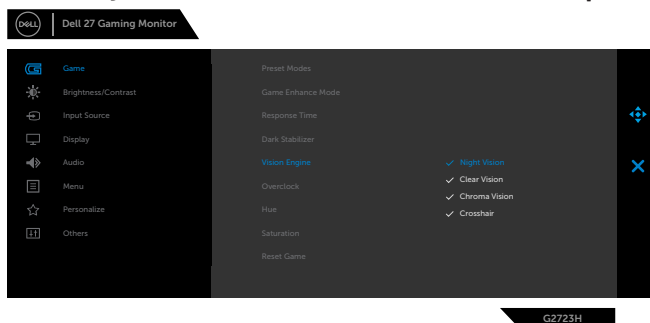 DELL
Dell 27 Gaming Monitor
Game
Brightness/Contrast
Input Source
Display
Audio
Menu
Personalize
Others
Preset Modes
Game Enhance Mode
Response Time
Dark Stabilizer
Vision Engine
Overclock
Hue
Saturation
Reset Game
Night Vision
Clear Vision
Chroma Vision
Crosshair
G2723H